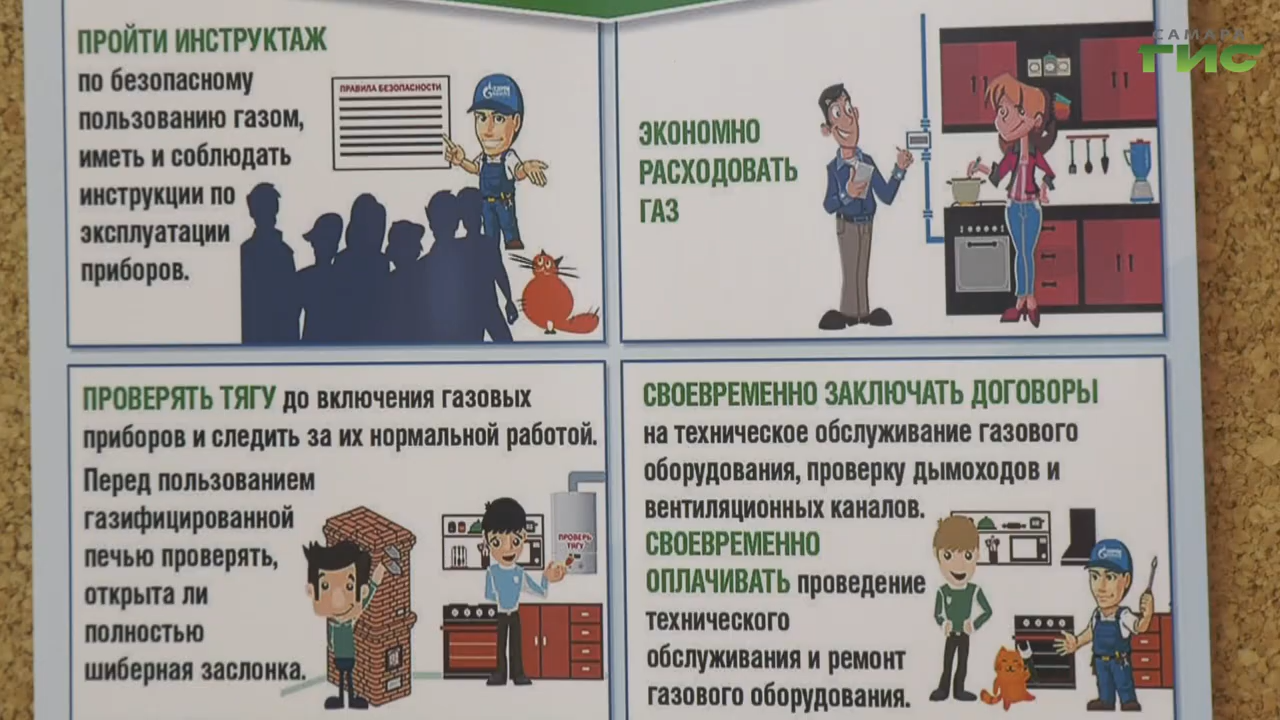 САМАРА
ГИС
ПРОЙТИ ИНСТРУКТАЖ
по безопасному
пользованию газом,
иметь и соблюдать
инструкции по
эксплуатации
приборов.
ПРАВИЛА БЕЗОПАСНОСТИ
ЭКОНОМНО
РАСХОДОВАТЬ
ГАЗ
ПРОВЕРЯТЬ ТЯГУ до включения газовых
приборов и следить за их нормальной работой.
Перед пользованием
газифицированной
печью проверять,
открыта ли
полностью
шиберная заслонка.
ПРОВЕРЬ
ТЯГУ
СВОЕВРЕМЕННО ЗАКЛЮЧАТЬ ДОГОВОРЫ
на техническое обслуживание газового
оборудования, проверку дымоходов и
вентиляционных каналов.
СВОЕВРЕМЕННО
ОПЛАЧИВАТЬ проведение
технического
обслуживания и ремонт
газового оборудования.